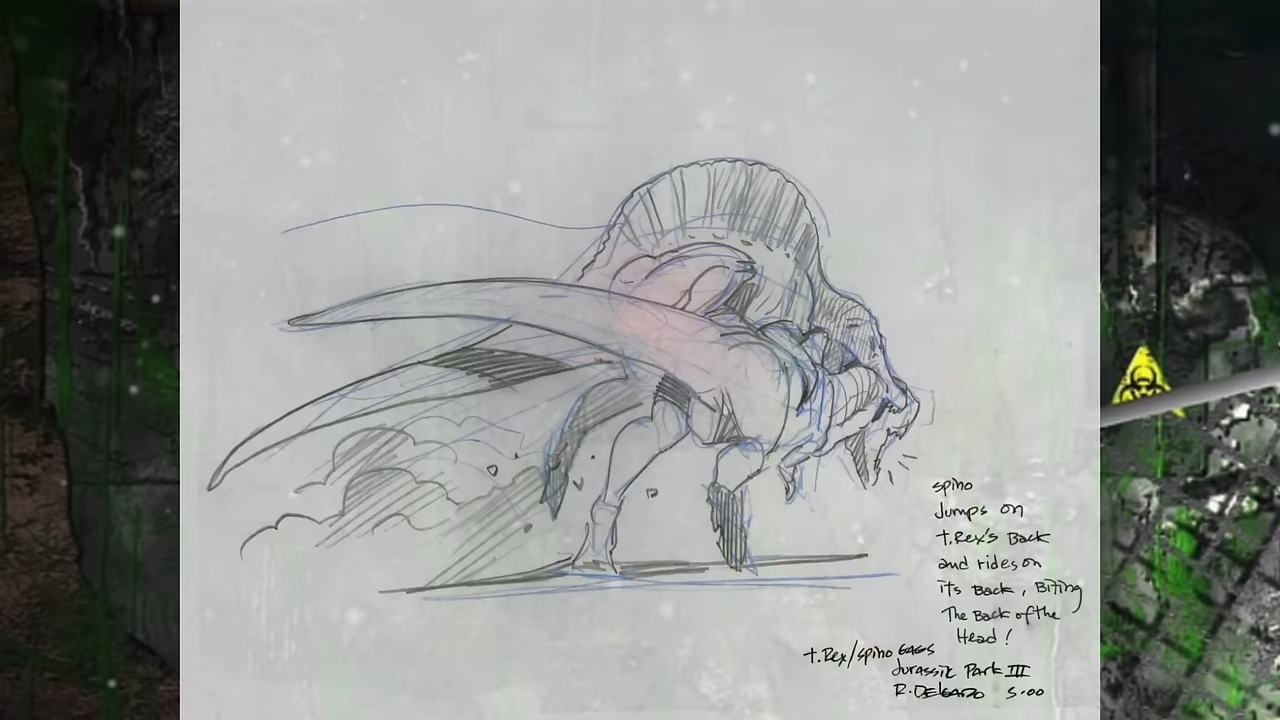 spino
Jumps on
t.Rex's Back
and rides on
its Back, Biting
The Back of the
Head!
t.Rex/spino GAGS
Jurassic Park III
R. DELGADO 5.00